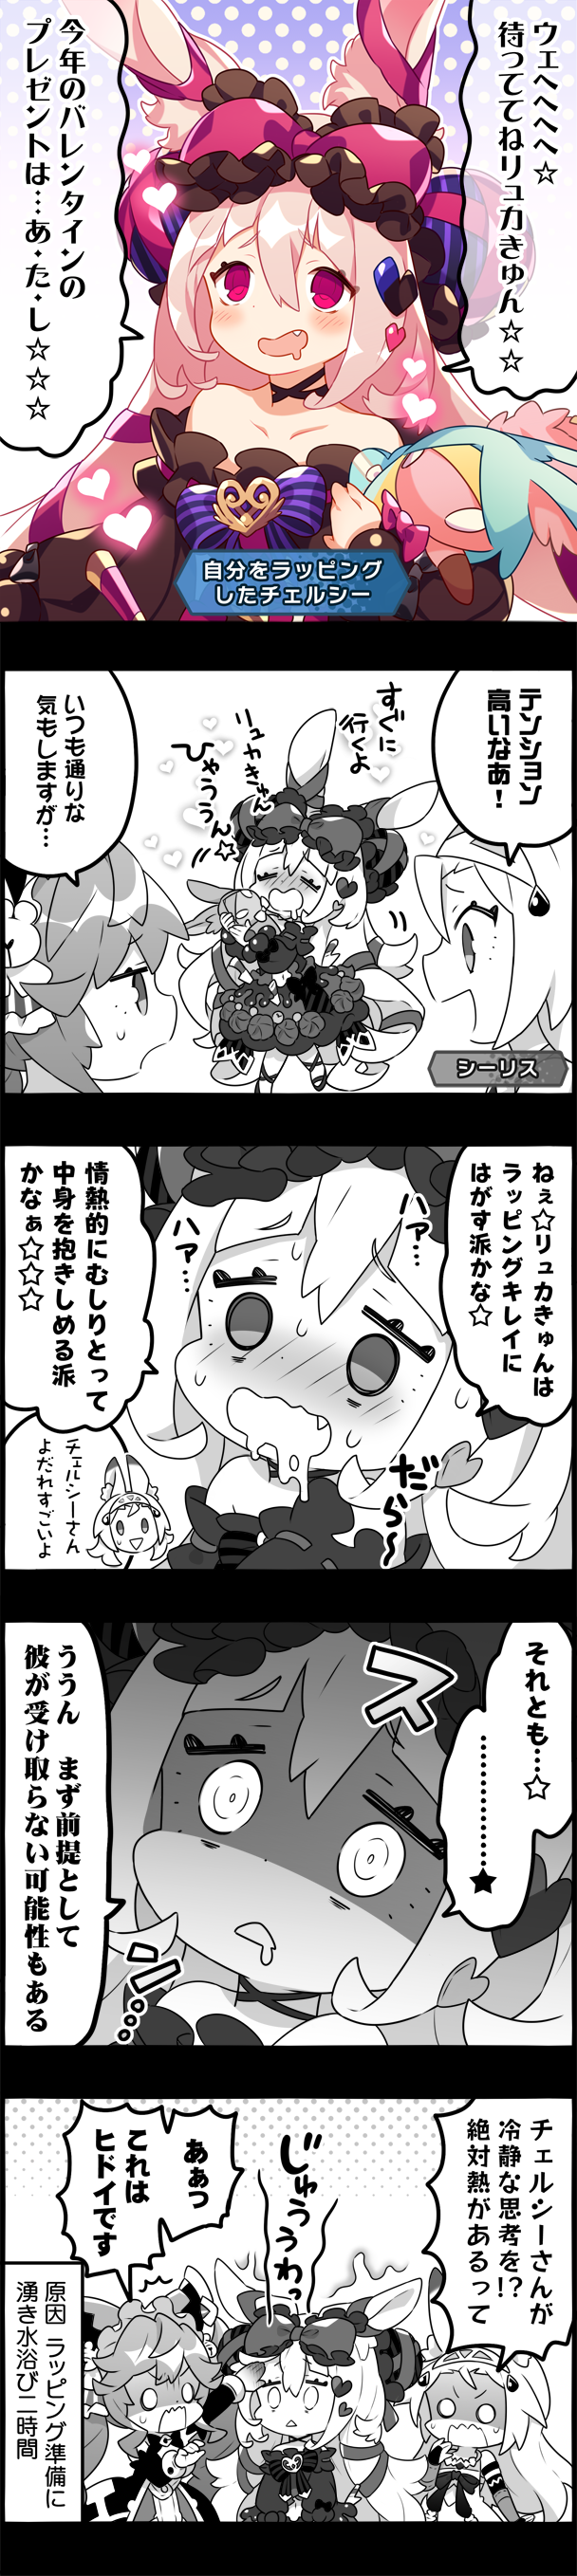 ウェヘヘヘヘ☆
待っててねリュカきゅん☆☆
今年のバレンタインの
プレゼントは…あ・た・し☆☆☆
自分をラッピング
したチェルシー
テンション
高いなあ！
すぐに
行くよ
リュカきゅん
ひゃううん☆
いつも通りな
気もしますが…
シーリス
ねぇ☆リュカきゅんは
ラッピングキレイに
はがす派かな☆
ハァ…
ハァ…
情熱的にむしりとって
中身を抱きしめる派
かなぁ☆☆☆
だら〜
チェルシーさん
よだれすごいよ
それとも…☆
……………★
スンッ…
ううん まず前提として
彼が受け取らない可能性もある
チェルシーさんが
冷静な思考を!?
絶対熱があるって
じゅううわっ
あぁっ
これは
ヒドイです
原因 ラッピング準備に
湧き水浴び二時間